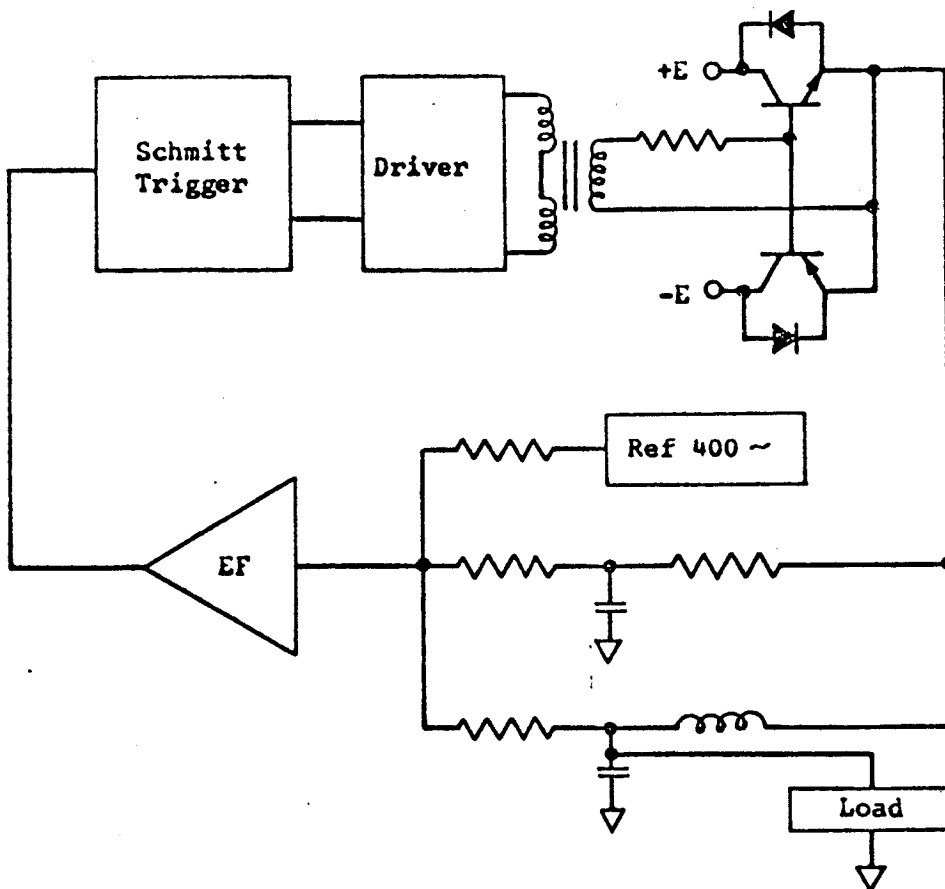 +E
Schmitt
Trigger
Driver
-E
Ref 400 ~
EF
Load